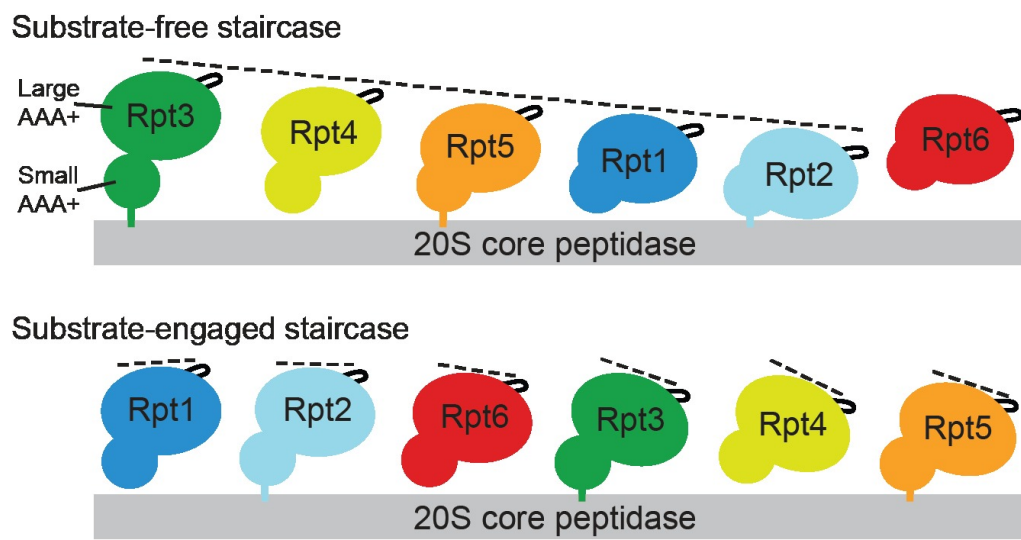 Substrate-free staircase
Large
AAA+
Small
AAA+
Rpt3
Rpt4
Rpt5
Rpt1
Rpt2
Rpt6
20S core peptidase
Substrate-engaged staircase
Rpt1
Rpt2
Rpt6
Rpt3
Rpt4
Rpt5
20S core peptidase